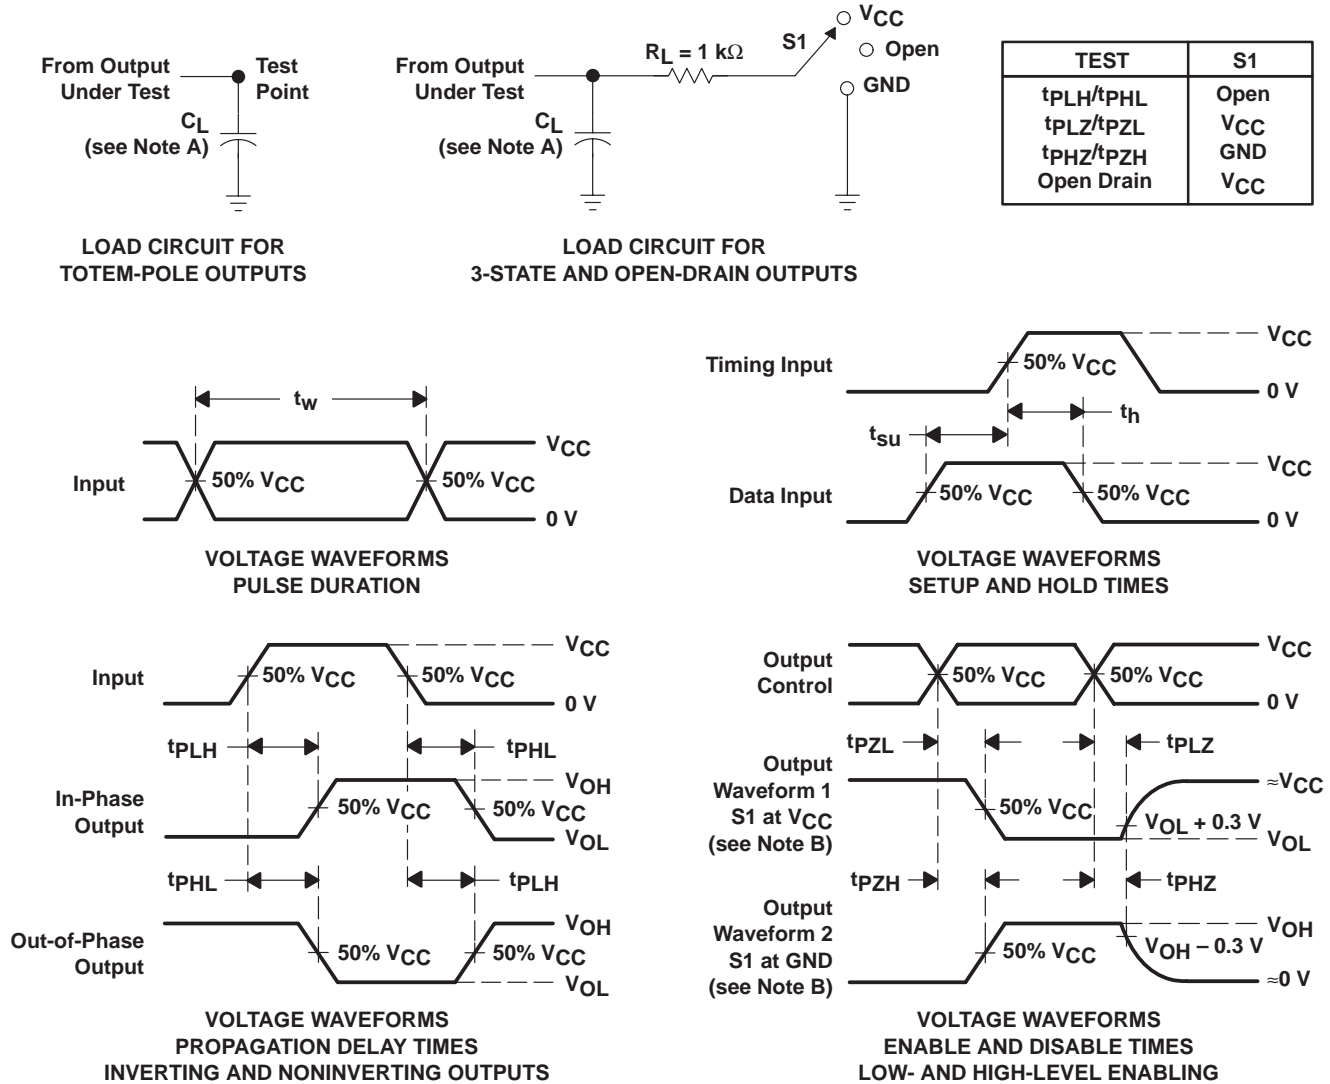 From Output
Under Test
Test
Point
CL
(see Note A)
LOAD CIRCUIT FOR
TOTEM-POLE OUTPUTS
From Output
Under Test
RL = 1 kΩ
S1
VCC
Open
GND
CL
(see Note A)
LOAD CIRCUIT FOR
3-STATE AND OPEN-DRAIN OUTPUTS
TEST S1
tPLH/tPHL Open
tPLZ/tPZL VCC
tPHZ/tPZH GND
Open Drain VCC
tw
Input
50% VCC
50% VCC
VCC
0 V
VOLTAGE WAVEFORMS
PULSE DURATION
Timing Input
50% VCC
VCC
0 V
tsu
th
Data Input
50% VCC
50% VCC
VCC
0 V
VOLTAGE WAVEFORMS
SETUP AND HOLD TIMES
Input
50% VCC
50% VCC
VCC
0 V
tPLH
tPHL
In-Phase
Output
50% VCC
50% VCC
VOH
VOL
tPHL
tPLH
Out-of-Phase
Output
50% VCC
50% VCC
VOH
VOL
VOLTAGE WAVEFORMS
PROPAGATION DELAY TIMES
INVERTING AND NONINVERTING OUTPUTS
Output
Control
50% VCC
50% VCC
VCC
0 V
tPZL
tPLZ
Output
Waveform 1
S1 at VCC
(see Note B)
50% VCC
VOL + 0.3 V
≈VCC
VOL
tPZH
tPHZ
Output
Waveform 2
S1 at GND
(see Note B)
50% VCC
VOH − 0.3 V
VOH
≈0 V
VOLTAGE WAVEFORMS
ENABLE AND DISABLE TIMES
LOW- AND HIGH-LEVEL ENABLING